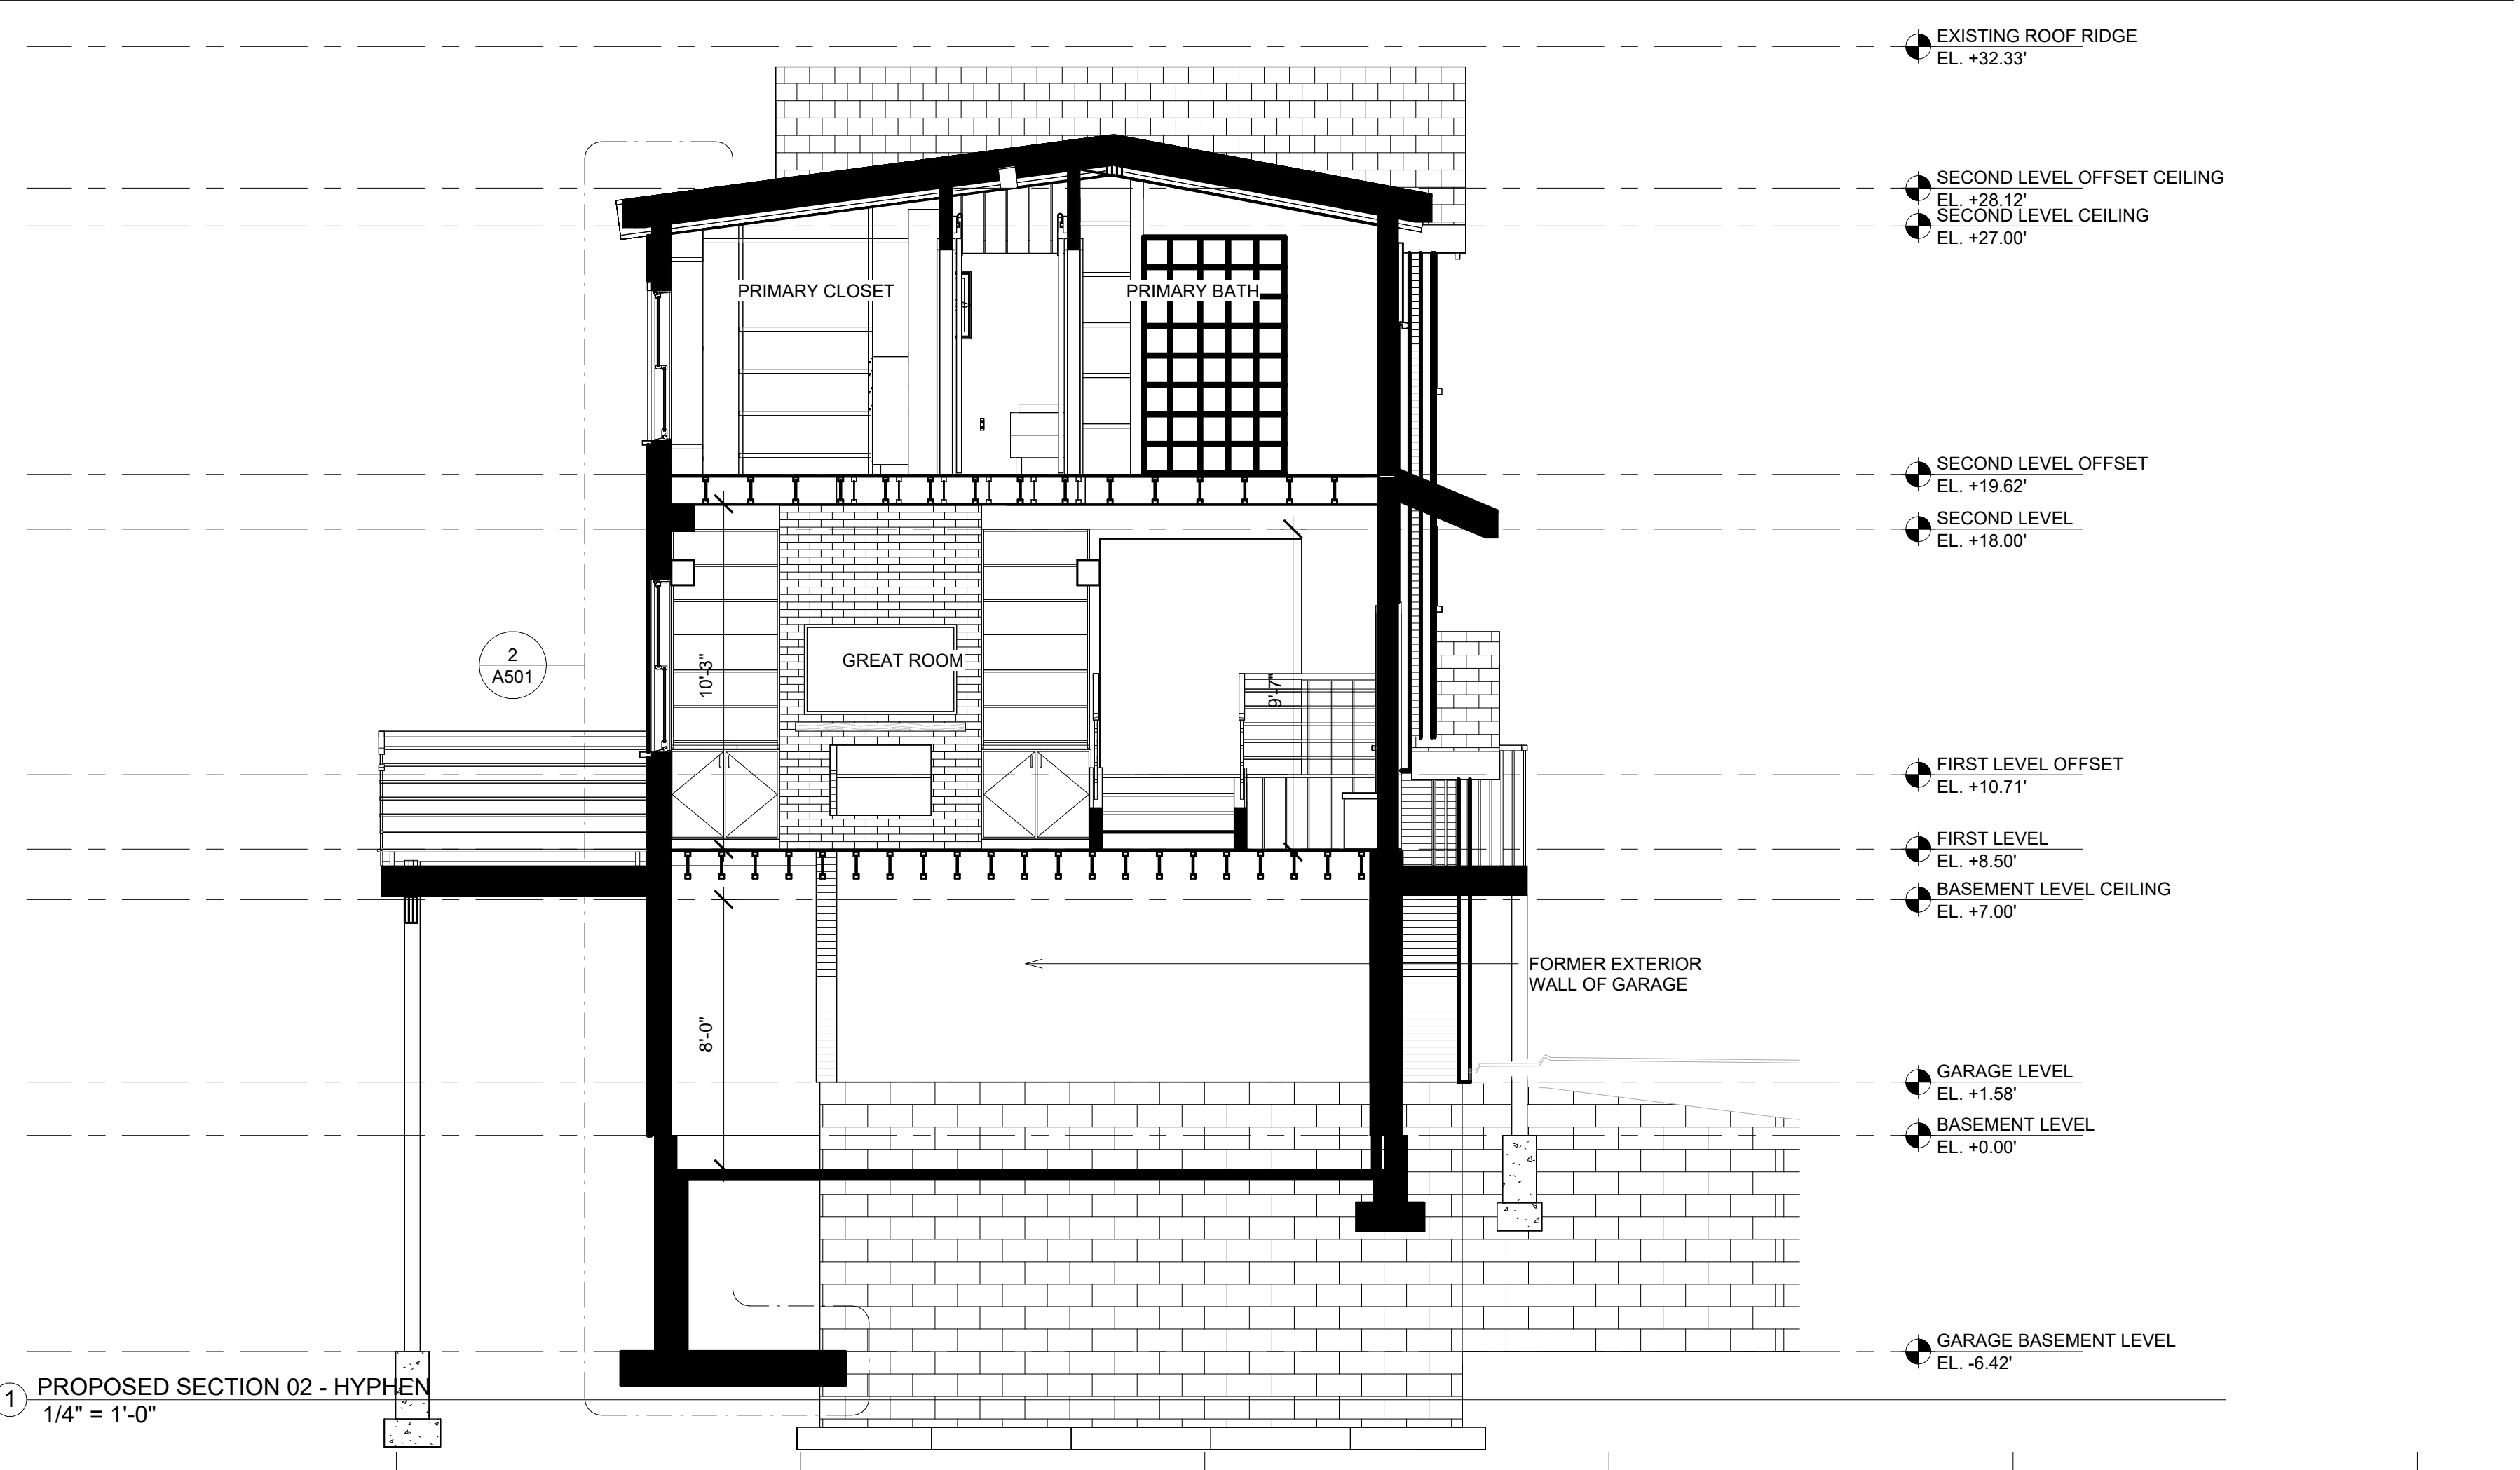 EXISTING ROOF RIDGE
EL. +32.33'
SECOND LEVEL OFFSET CEILING
EL. +28.12'
SECOND LEVEL CEILING
EL. +27.00'
PRIMARY CLOSET
PRIMARY BATH
SECOND LEVEL OFFSET
EL. +19.62'
SECOND LEVEL
EL. +18.00'
2
A501
10'-3"
GREAT ROOM
9'-7"
FIRST LEVEL OFFSET
EL. +10.71'
FIRST LEVEL
EL. +8.50'
BASEMENT LEVEL CEILING
EL. +7.00'
FORMER EXTERIOR
WALL OF GARAGE
8'-0"
GARAGE LEVEL
EL. +1.58'
BASEMENT LEVEL
EL. +0.00'
GARAGE BASEMENT LEVEL
EL. -6.42'
1
PROPOSED SECTION 02 - HYPHEN
1/4" = 1'-0"